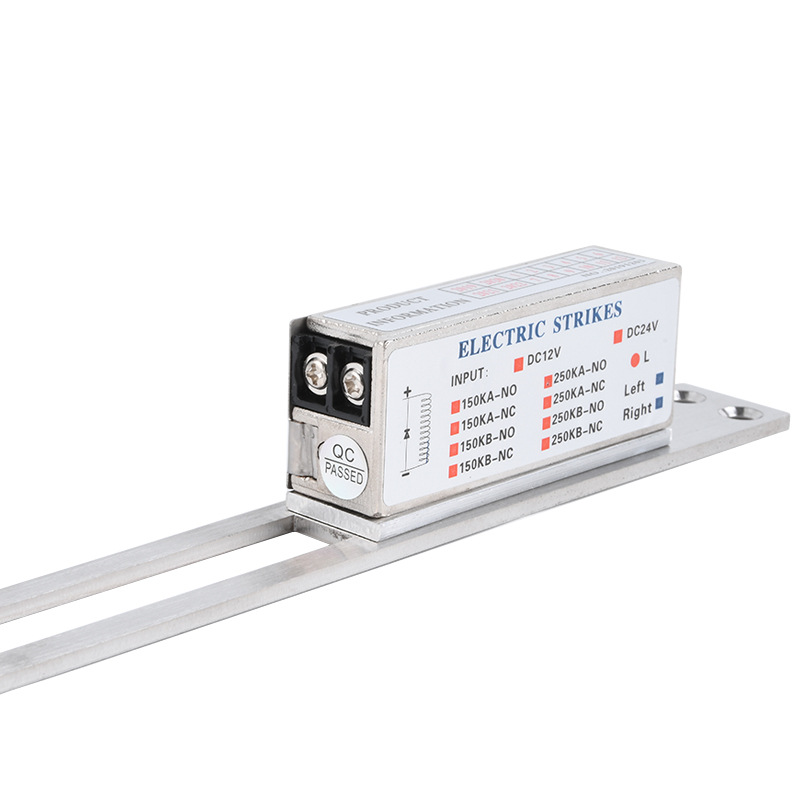 PRODUCT
INFORMATION
ELECTRIC STRIKES
INPUT: DC12V DC24V
150KA-NO 250KA-NO L
150KA-NC 250KA-NC Left
150KB-NO 250KB-NO Right
150KB-NC 250KB-NC
+
-
QC
PASSED